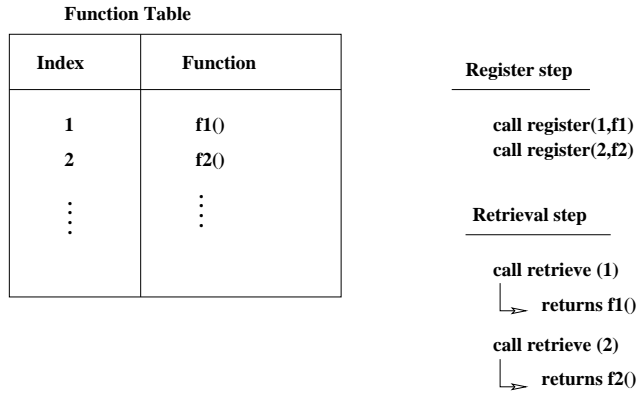 Function Table
Index Function
1 f1()
2 f2()
Register step
call register(1,f1)
call register(2,f2)
Retrieval step
call retrieve (1)
returns f1()
call retrieve (2)
returns f2()